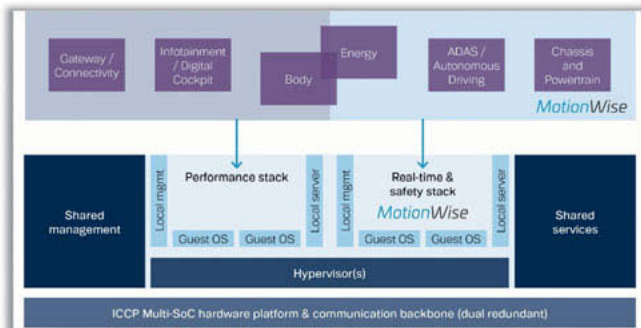 Gateway /
Connectivity
Infotainment
/ Digital
Cockpit
Body
Energy
ADAS /
Autonomous
Driving
Chassis
and
Powertrain
MotionWise
Shared
management
Local mgmt
Performance stack
Guest OS
Guest OS
Local server
Local mgmt
Real-time &
safety stack
MotionWise
Guest OS
Guest OS
Local server
Shared
services
Hypervisor(s)
ICCP Multi-SoC hardware platform & communication backbone (dual redundant)